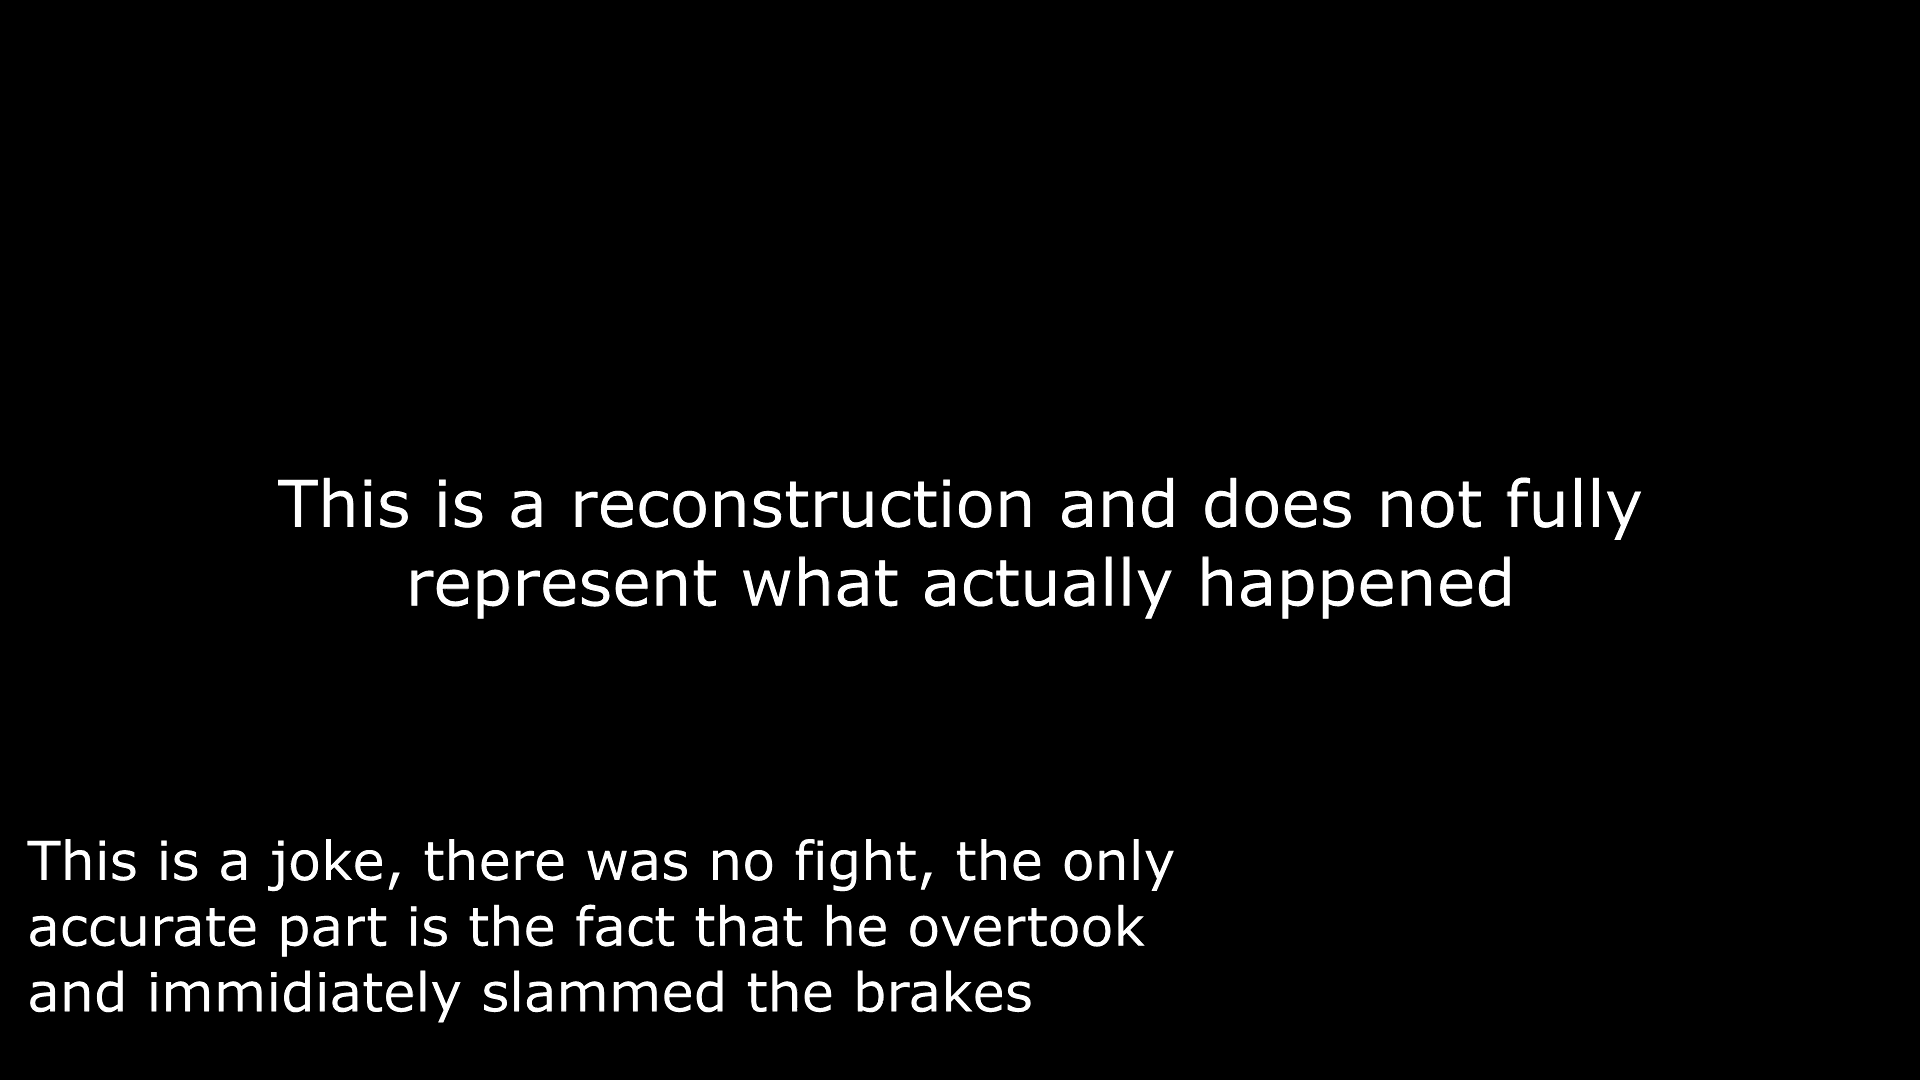 This is a reconstruction and does not fully
represent what actually happened
This is a joke, there was no fight, the only
accurate part is the fact that he overtook
and immidiately slammed the brakes